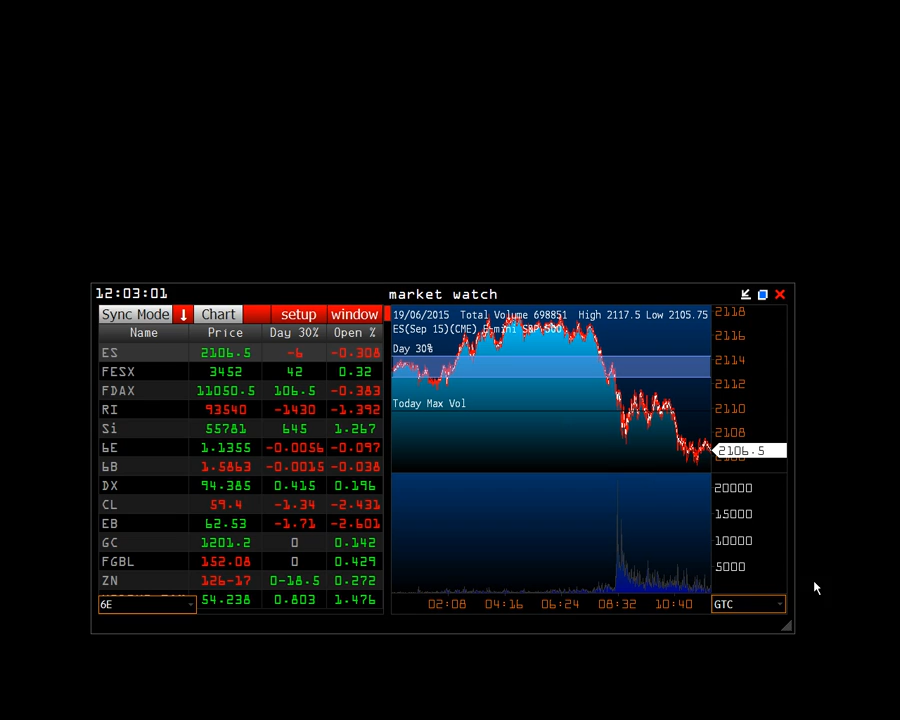 12:03:01 market watch
Sync Mode Chart setup window
Name Price Day 30% Open %
ES 2106.5 -6 -0.308
FESX 3452 42 0.32
FDAX 11050.5 106.5 -0.383
RI 93540 -1430 -1.392
Si 55781 645 1.267
6E 1.1355 -0.0056 -0.097
6B 1.5863 -0.0015 -0.038
DX 94.385 0.415 0.196
CL 59.4 -1.34 -2.431
EB 62.53 -1.71 -2.601
GC 1201.2 0 0.142
FGBL 152.08 0 0.429
ZN 126-17 0-18.5 0.272
54.238 0.803 1.476
6E
19/06/2015 Total Volume 698851 High 2117.5 Low 2105.75
ES(Sep 15)(CME) E-mini S&P 500
Day 30%
Today Max Vol
2118
2116
2114
2112
2110
2108
2106.5
20000
15000
10000
5000
02:08 04:16 06:24 08:32 10:40
GTC